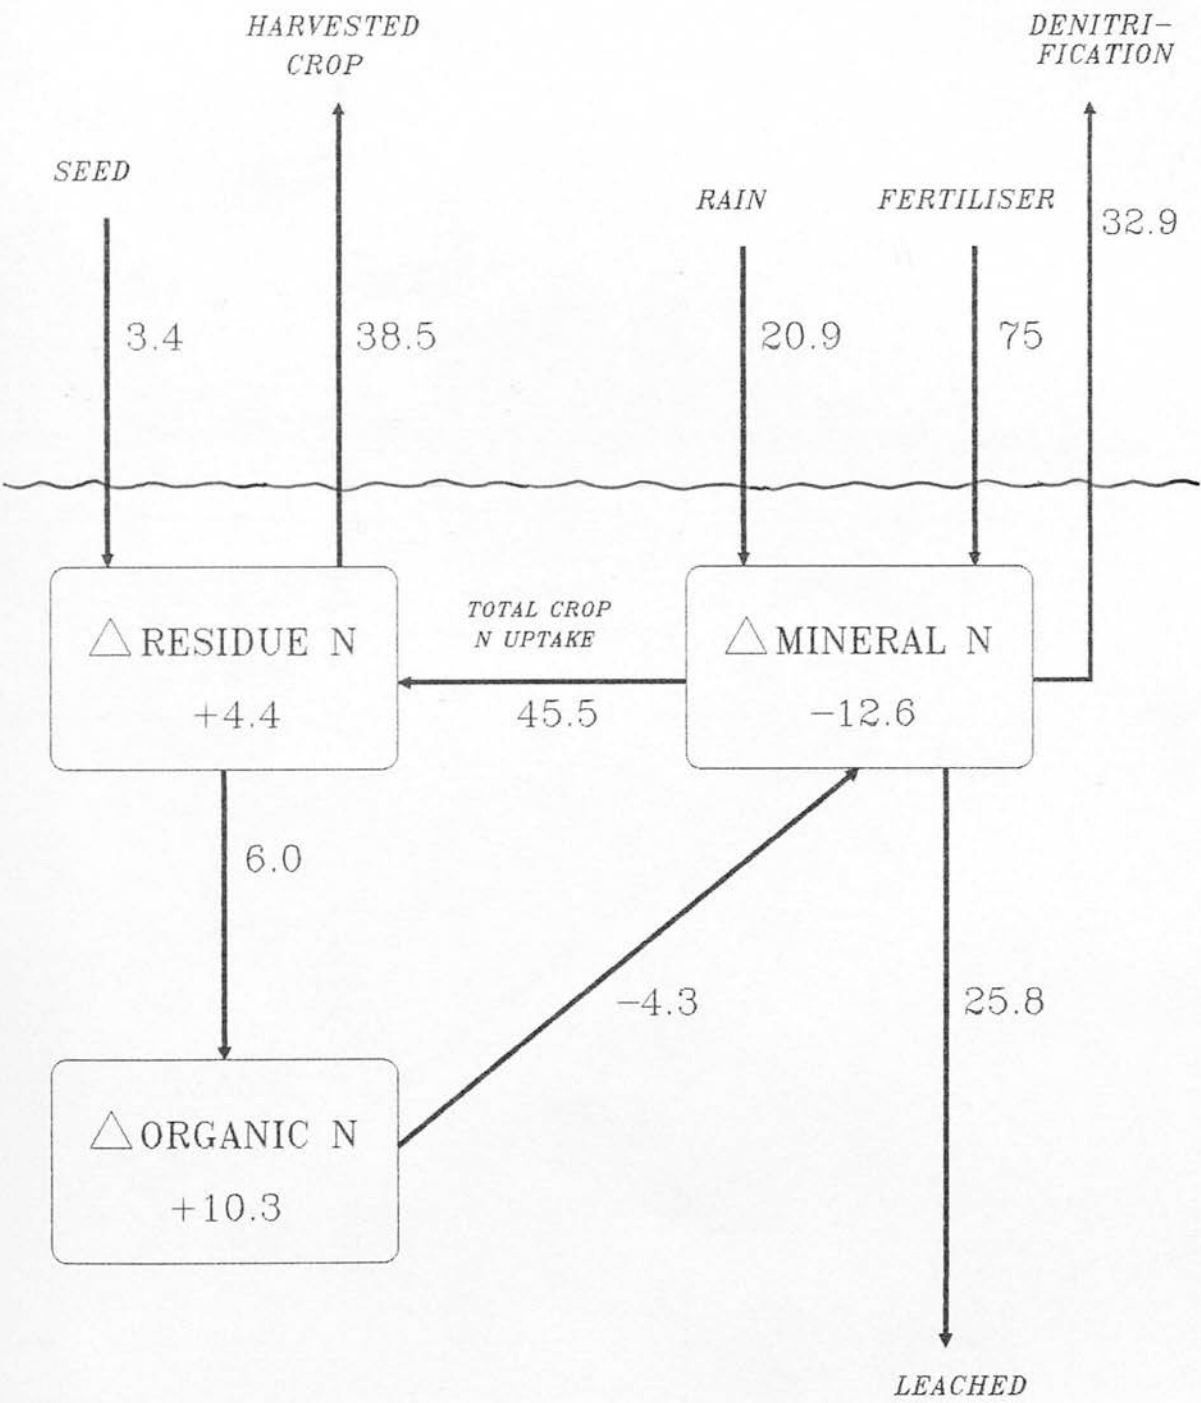 HARVESTED
CROP
DENITRI-
FICATION
SEED
RAIN
FERTILISER
32.9
3.4
38.5
20.9
75
TOTAL CROP
N UPTAKE
△ RESIDUE N
+4.4
45.5
△ MINERAL N
−12.6
6.0
−4.3
25.8
△ ORGANIC N
+10.3
LEACHED